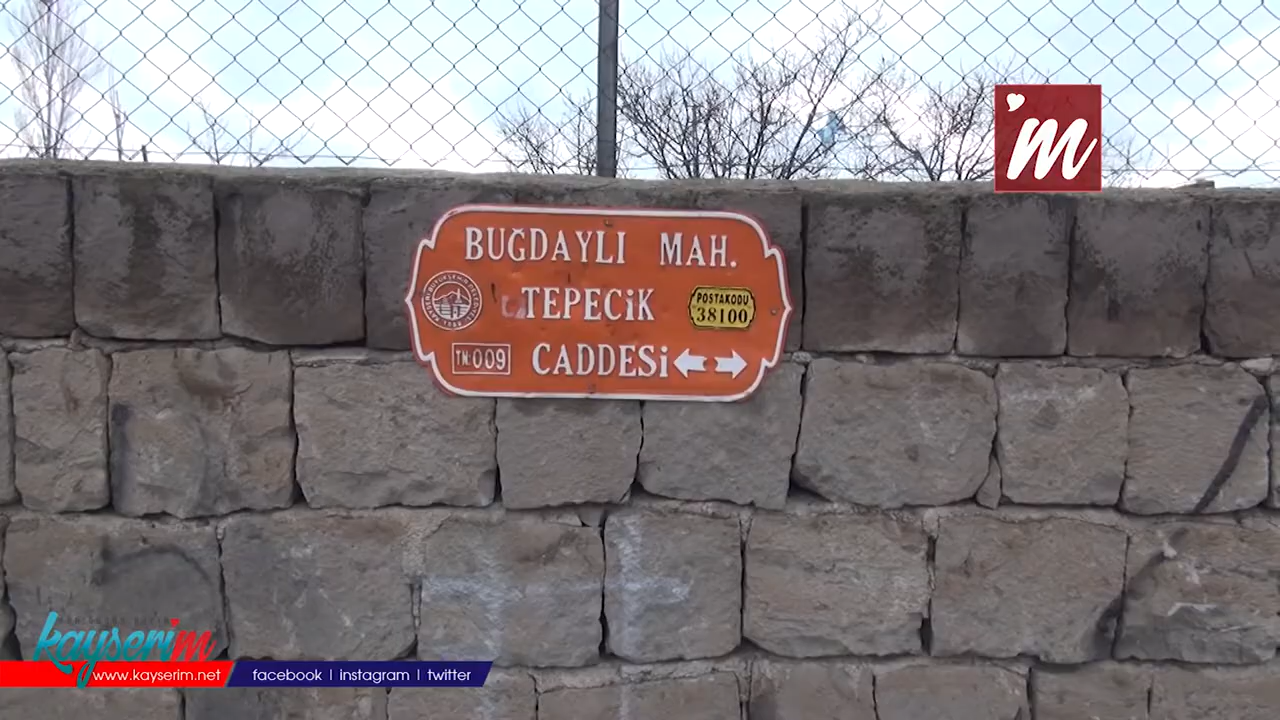 'm
BUĞDAYLI MAH.
TEPECİK
POSTAKODU
38100
TN:009
CADDESİ
kayserim
www.kayserim.net
facebook | instagram | twitter